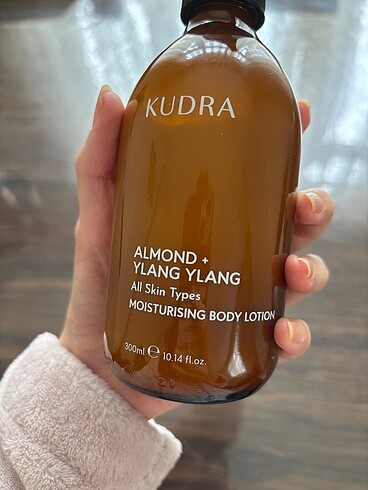 KUDRA
ALMOND +
YLANG YLANG
All Skin Types
MOISTURISING BODY LOTION
300ml ℮ 10.14 fl.oz.